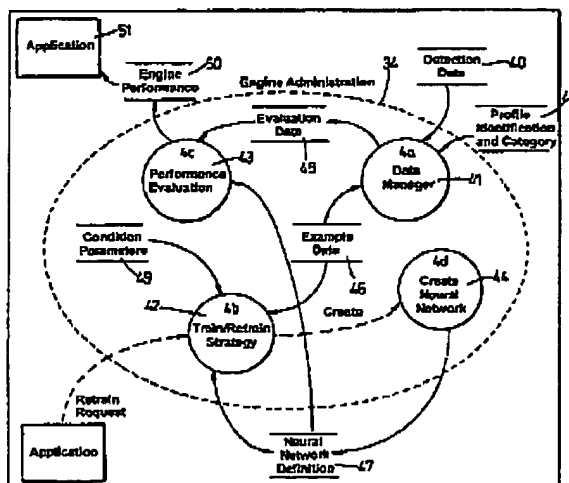 51
Application
50
Engine
Performance
Engine Administration
34
Detection
Data
40
Profile
Identification
and Category
Evaluation
Data
45
4c
Performance
Evaluation
43
4a
Data
Manager
41
Condition
Parameters
49
Example
Data
46
4d
Create
Neural
Network
44
42
4b
Train/Retrain
Strategy
Create
Retrain
Request
Application
Neural
Network
Definition
47